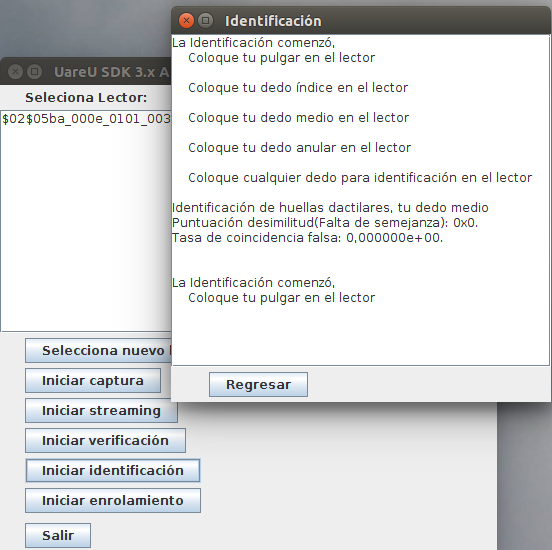 Identificación
La Identificación comenzó,
Coloque tu pulgar en el lector
Coloque tu dedo índice en el lector
Coloque tu dedo medio en el lector
Coloque tu dedo anular en el lector
Coloque cualquier dedo para identificación en el lector
Identificación de huellas dactilares, tu dedo medio
Puntuación desimilitud(Falta de semejanza): 0x0.
Tasa de coincidencia falsa: 0,000000e+00.
La Identificación comenzó,
Coloque tu pulgar en el lector
Regresar
UareU SDK 3.x A
Selecciona Lector:
$02$05ba_000e_0101_003
Selecciona nuevo
Iniciar captura
Iniciar streaming
Iniciar verificación
Iniciar identificación
Iniciar enrolamiento
Salir